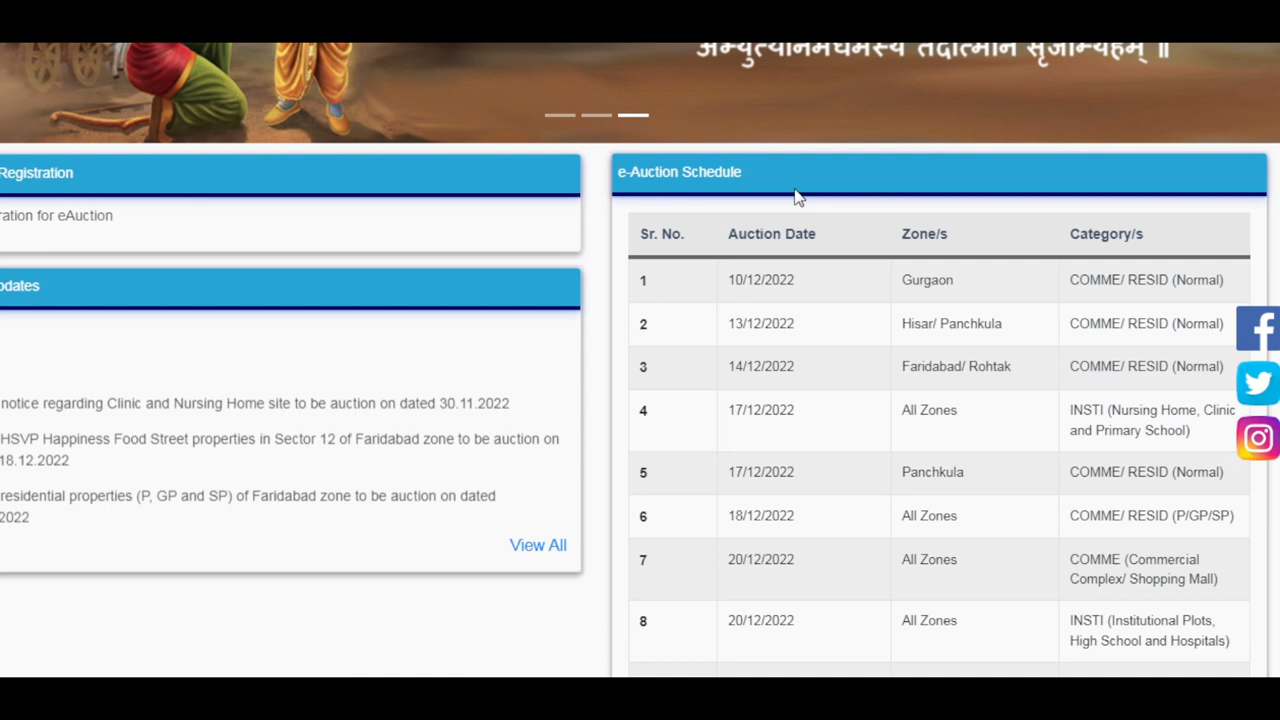 अभ्युत्थानमधर्मस्य तदात्मानं सृजाम्यहम् ॥
Registration
ration for eAuction
pdates
notice regarding Clinic and Nursing Home site to be auction on dated 30.11.2022
HSVP Happiness Food Street properties in Sector 12 of Faridabad zone to be auction on
18.12.2022
residential properties (P, GP and SP) of Faridabad zone to be auction on dated
2022
View All
e-Auction Schedule
Sr. No. Auction Date Zone/s Category/s
1 10/12/2022 Gurgaon COMME/ RESID (Normal)
2 13/12/2022 Hisar/ Panchkula COMME/ RESID (Normal)
3 14/12/2022 Faridabad/ Rohtak COMME/ RESID (Normal)
4 17/12/2022 All Zones INSTI (Nursing Home, Clinic
and Primary School)
5 17/12/2022 Panchkula COMME/ RESID (Normal)
6 18/12/2022 All Zones COMME/ RESID (P/GP/SP)
7 20/12/2022 All Zones COMME (Commercial
Complex/ Shopping Mall)
8 20/12/2022 All Zones INSTI (Institutional Plots,
High School and Hospitals)